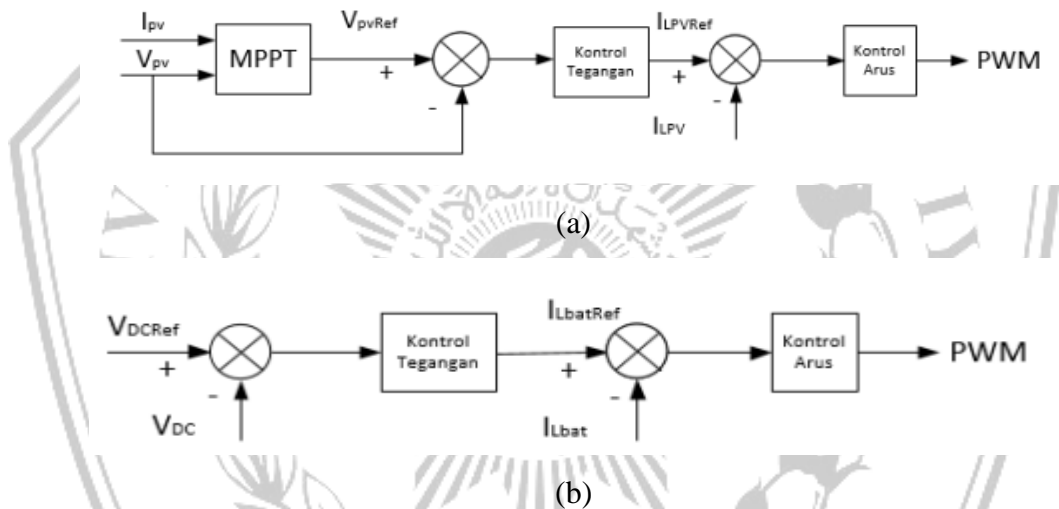 Ipv
Vpv
MPPT
VpvRef
+
-
Kontrol
Tegangan
ILPVRef
+
-
ILPV
Kontrol
Arus
PWM
(a)
VDCRef
+
-
VDC
Kontrol
Tegangan
ILbatRef
+
-
ILbat
Kontrol
Arus
PWM
(b)